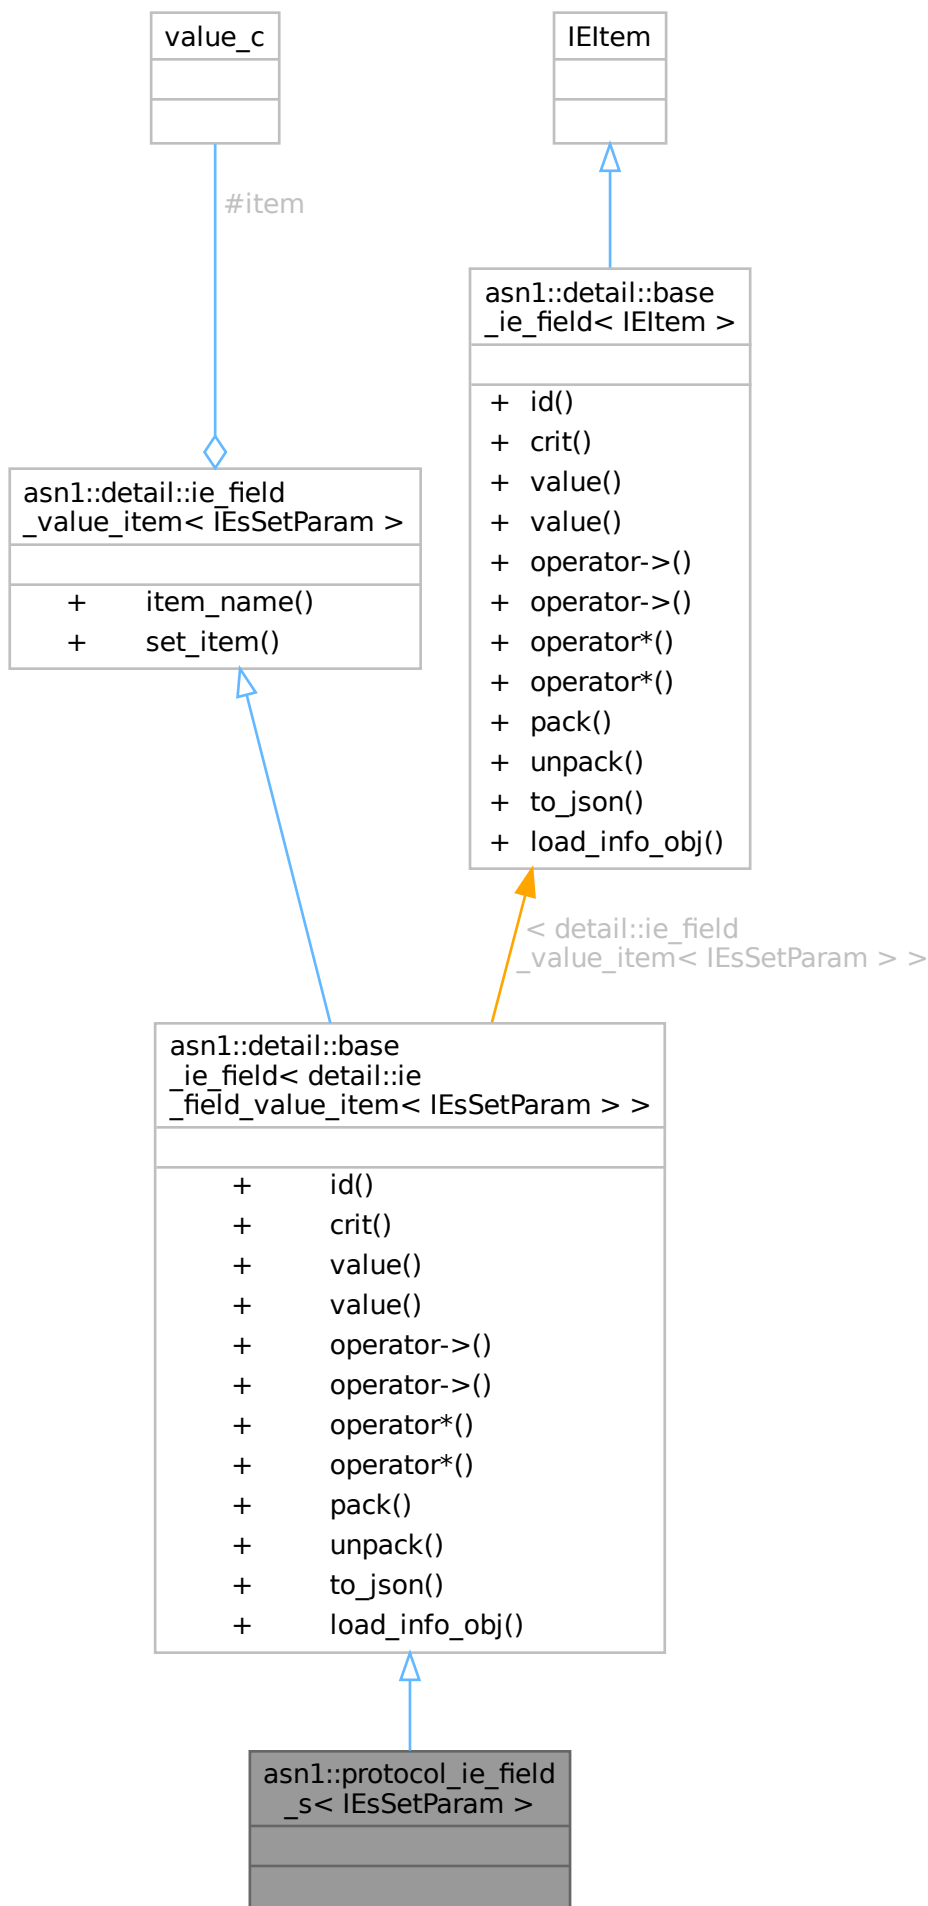 value_c
IEItem
#item
asn1::detail::base
_ie_field< IEItem >
+ id()
+ crit()
+ value()
+ value()
+ operator->()
+ operator->()
+ operator*()
+ operator*()
+ pack()
+ unpack()
+ to_json()
+ load_info_obj()
asn1::detail::ie_field
_value_item< IEsSetParam >
+ item_name()
+ set_item()
< detail::ie_field
_value_item< IEsSetParam > >
asn1::detail::base
_ie_field< detail::ie
_field_value_item< IEsSetParam > >
+ id()
+ crit()
+ value()
+ value()
+ operator->()
+ operator->()
+ operator*()
+ operator*()
+ pack()
+ unpack()
+ to_json()
+ load_info_obj()
asn1::protocol_ie_field
_s< IEsSetParam >